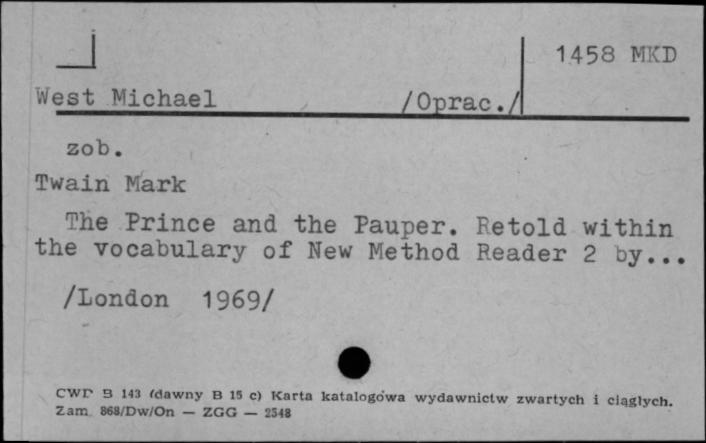 1458 MKD
West Michael /Oprac./
zob.
Twain Mark
The Prince and the Pauper. Retold within
the vocabulary of New Method Reader 2 by...
/London 1969/
CWD B 143 (dawny B 15 c) Karta katalogowa wydawnictw zwartych i ciągłych.
Zam. 868/Dw/On — ZGG — 2548